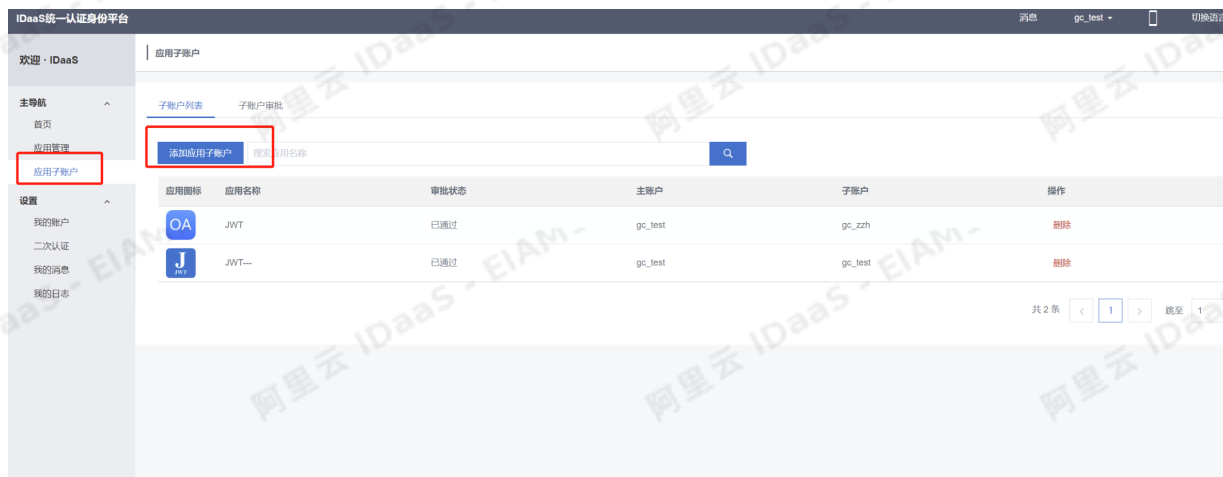 IDaaS统一认证身份平台 消息 gc_test 切换语言
欢迎 · IDaaS
应用子账户
主导航
首页
应用管理
应用子账户
设置
我的账户
二次认证
我的消息
我的日志
子账户列表 子账户审批
添加应用子账户 搜索应用名称
应用图标 应用名称 审批状态 主账户 子账户 操作
OA JWT 已通过 gc_test gc_zzh 删除
J JWT JWT--- 已通过 gc_test gc_test 删除
共 2 条 < 1 > 跳至 1
阿里云 IDaaS - EIAM-